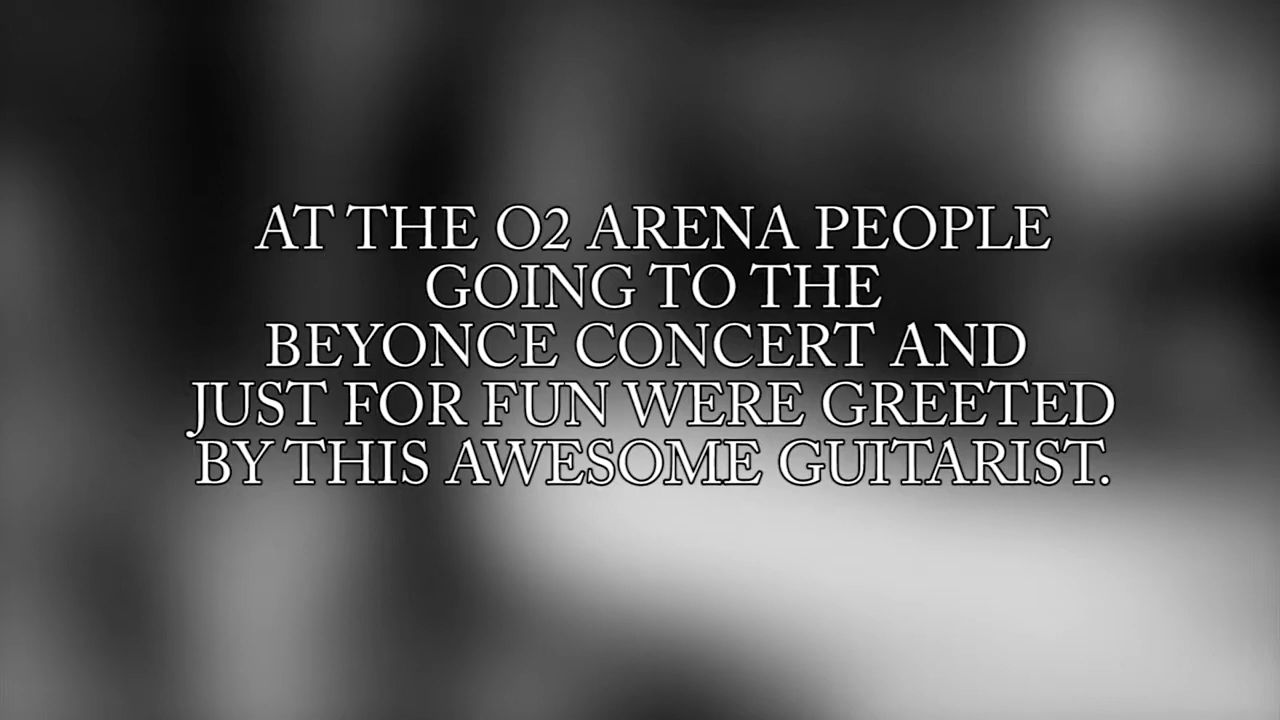 AT THE O2 ARENA PEOPLE
GOING TO THE
BEYONCE CONCERT AND
JUST FOR FUN WERE GREETED
BY THIS AWESOME GUITARIST.